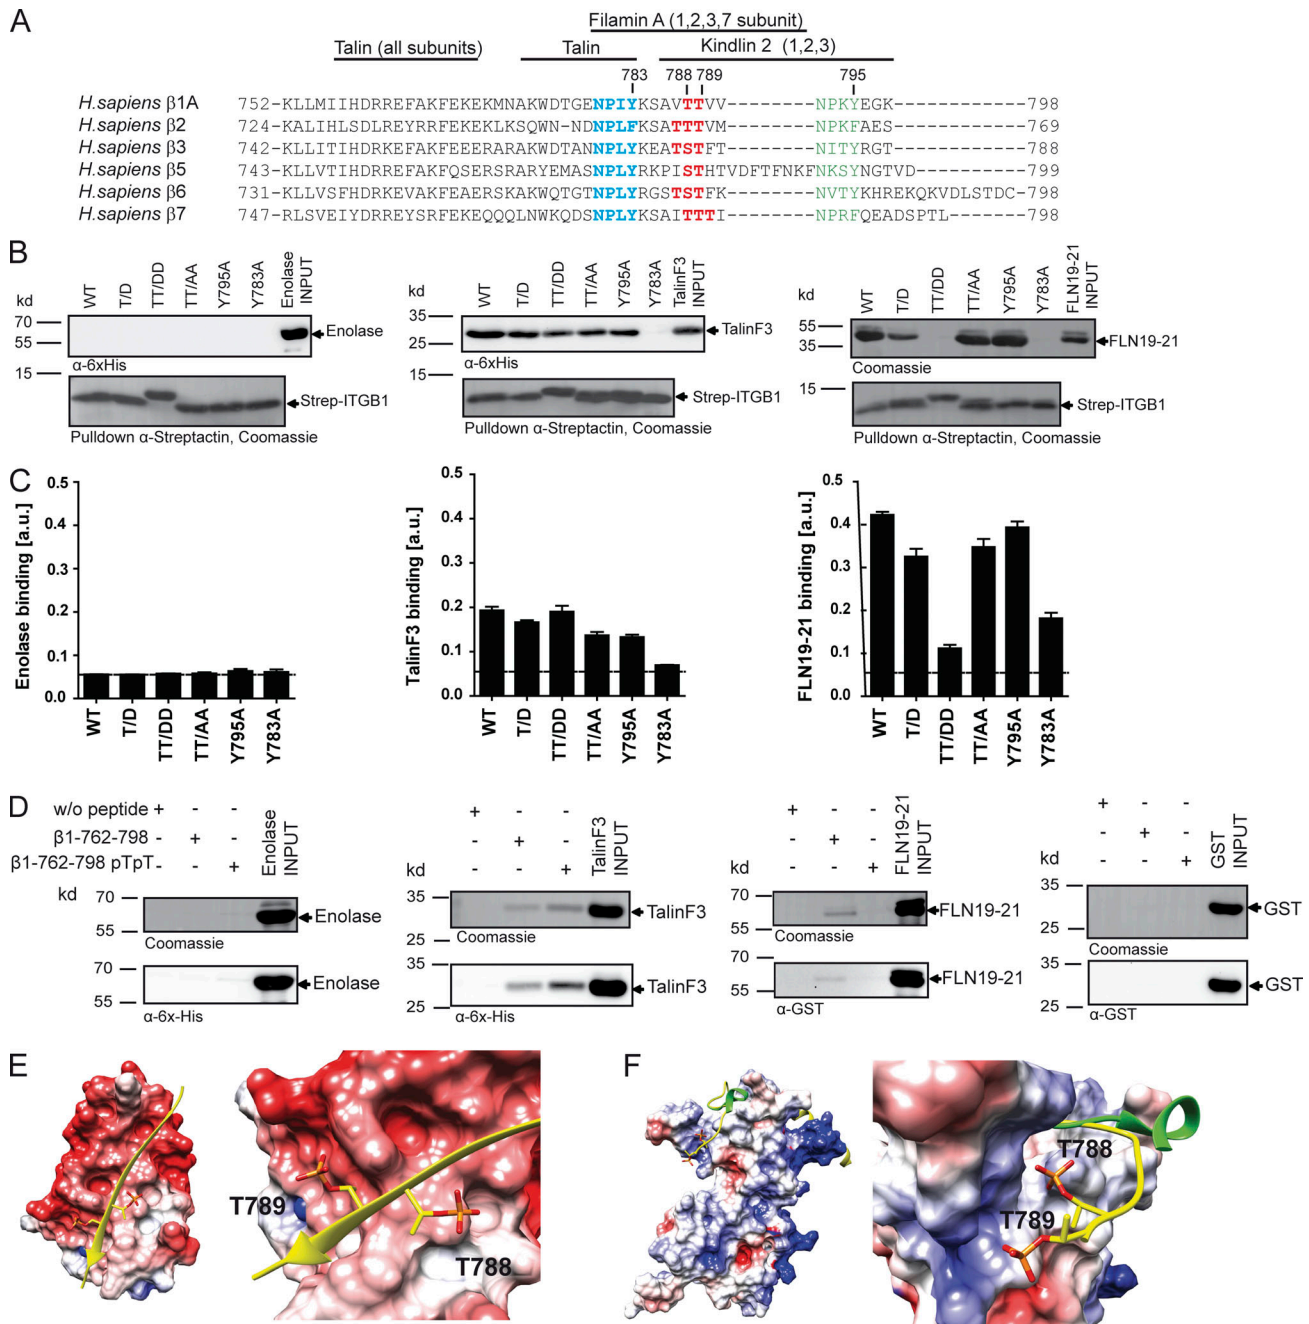 A
Filamin A (1,2,3,7 subunit)
Talin (all subunits)
Talin
Kindlin 2 (1,2,3)
783
788
789
795
H.sapiens β1A 752-KLLMIIHDRREFAKFEKEKMNAKWDTGENPIYKSAVTTVV--------NPKYEGK------------798
H.sapiens β2 724-KALIHLSDLREYRRFEKEKLKSQWN-NDNPLFKSATTTVM--------NPKFAES------------769
H.sapiens β3 742-KLLITIHDRKEFAKFEEERARAKWDTANNPLYKEATSTFT--------NITYRGT------------788
H.sapiens β5 743-KLLVTIHDRREFAKFQSERSRARYEMASNPLYRKPISTHTVDFTFNKFNKSYNGTVD----------799
H.sapiens β6 731-KLLVSFHDRKEVAKFEAERSKAKWQTGTNPLYRGSTSTFK--------NVTYKHREKQKVDLSTDC-798
H.sapiens β7 747-RLSVEIYDRREYSRFEKEQQQLNWKQDSNPLYKSAITTTI--------NPRFQEADSPTL-------798
B
kd
WT
T/D
TT/DD
TT/AA
Y795A
Y783A
Enolase INPUT
70
55
Enolase
α-6xHis
15
Strep-ITGB1
Pulldown α-Streptactin, Coomassie
kd
WT
T/D
TT/DD
TT/AA
Y795A
Y783A
TalinF3 INPUT
35
25
TalinF3
α-6xHis
15
Strep-ITGB1
Pulldown α-Streptactin, Coomassie
kd
WT
T/D
TT/DD
TT/AA
Y795A
Y783A
FLN19-21 INPUT
55
35
FLN19-21
Coomassie
15
Strep-ITGB1
Pulldown α-Streptactin, Coomassie
C
Enolase binding [a.u.]
0.5
0.4
0.3
0.2
0.1
0.0
WT
T/D
TT/DD
TT/AA
Y795A
Y783A
TalinF3 binding [a.u.]
0.5
0.4
0.3
0.2
0.1
0.0
WT
T/D
TT/DD
TT/AA
Y795A
Y783A
FLN19-21 binding [a.u.]
0.5
0.4
0.3
0.2
0.1
0.0
WT
T/D
TT/DD
TT/AA
Y795A
Y783A
D
w/o peptide + - -
β1-762-798 - + -
β1-762-798 pTpT - - +
Enolase INPUT
kd
70
55
Enolase
Coomassie
70
55
Enolase
α-6x-His
+ - -
- + -
- - +
TalinF3 INPUT
kd
35
25
TalinF3
Coomassie
35
25
TalinF3
α-6x-His
+ - -
- + -
- - +
FLN19-21 INPUT
kd
70
55
FLN19-21
Coomassie
70
55
FLN19-21
α-GST
+ - -
- + -
- - +
GST INPUT
kd
35
25
GST
Coomassie
35
25
GST
α-GST
E
T789
T788
F
T788
T789